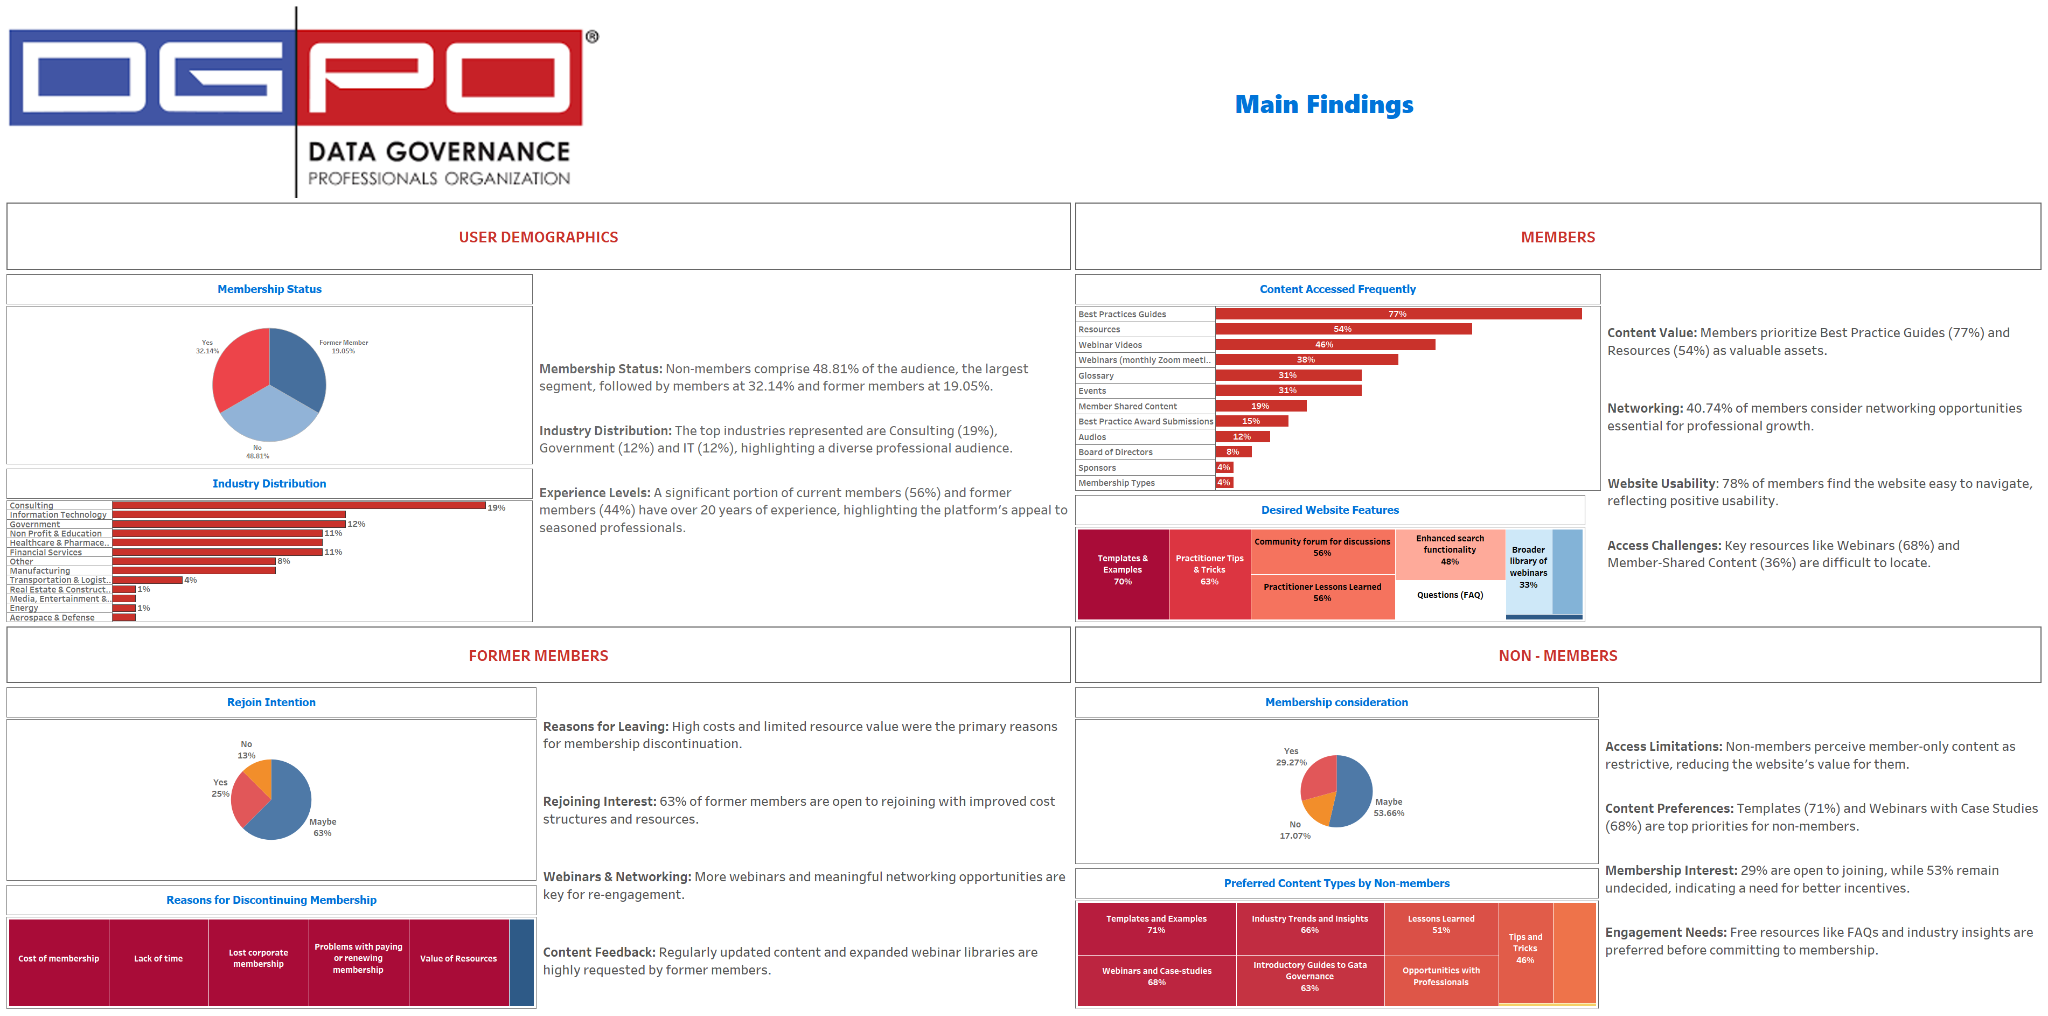 DGPO®
DATA GOVERNANCE
PROFESSIONALS ORGANIZATION
Main Findings
USER DEMOGRAPHICS
Membership Status
Yes
32.14%
Former Member
19.05%
No
48.81%
Industry Distribution
Consulting 19%
Information Technology
Government 12%
Non Profit & Education 11%
Healthcare & Pharmace..
Financial Services 11%
Other 8%
Manufacturing
Transportation & Logist.. 4%
Real Estate & Construct.. 1%
Media, Entertainment &..
Energy 1%
Aerospace & Defense
Membership Status: Non-members comprise 48.81% of the audience, the largest
segment, followed by members at 32.14% and former members at 19.05%.
Industry Distribution: The top industries represented are Consulting (19%),
Government (12%) and IT (12%), highlighting a diverse professional audience.
Experience Levels: A significant portion of current members (56%) and former
members (44%) have over 20 years of experience, highlighting the platform's appeal to
seasoned professionals.
MEMBERS
Content Accessed Frequently
Best Practices Guides 77%
Resources 54%
Webinar Videos 46%
Webinars (monthly Zoom meeti.. 38%
Glossary 31%
Events 31%
Member Shared Content 19%
Best Practice Award Submissions 15%
Audios 12%
Board of Directors 8%
Sponsors 4%
Membership Types 4%
Desired Website Features
Templates &
Examples
70%
Practitioner Tips
& Tricks
63%
Community forum for discussions
56%
Practitioner Lessons Learned
56%
Enhanced search
functionality
48%
Questions (FAQ)
Broader
library of
webinars
33%
Content Value: Members prioritize Best Practice Guides (77%) and
Resources (54%) as valuable assets.
Networking: 40.74% of members consider networking opportunities
essential for professional growth.
Website Usability: 78% of members find the website easy to navigate,
reflecting positive usability.
Access Challenges: Key resources like Webinars (68%) and
Member-Shared Content (36%) are difficult to locate.
FORMER MEMBERS
Rejoin Intention
No
13%
Yes
25%
Maybe
63%
Reasons for Discontinuing Membership
Cost of membership
Lack of time
Lost corporate
membership
Problems with paying
or renewing
membership
Value of Resources
Reasons for Leaving: High costs and limited resource value were the primary reasons
for membership discontinuation.
Rejoining Interest: 63% of former members are open to rejoining with improved cost
structures and resources.
Webinars & Networking: More webinars and meaningful networking opportunities are
key for re-engagement.
Content Feedback: Regularly updated content and expanded webinar libraries are
highly requested by former members.
NON - MEMBERS
Membership consideration
Yes
29.27%
Maybe
53.66%
No
17.07%
Preferred Content Types by Non-members
Templates and Examples
71%
Webinars and Case-studies
68%
Industry Trends and Insights
66%
Introductory Guides to Gata
Governance
63%
Lessons Learned
51%
Opportunities with
Professionals
Tips and
Tricks
46%
Access Limitations: Non-members perceive member-only content as
restrictive, reducing the website's value for them.
Content Preferences: Templates (71%) and Webinars with Case Studies
(68%) are top priorities for non-members.
Membership Interest: 29% are open to joining, while 53% remain
undecided, indicating a need for better incentives.
Engagement Needs: Free resources like FAQs and industry insights are
preferred before committing to membership.